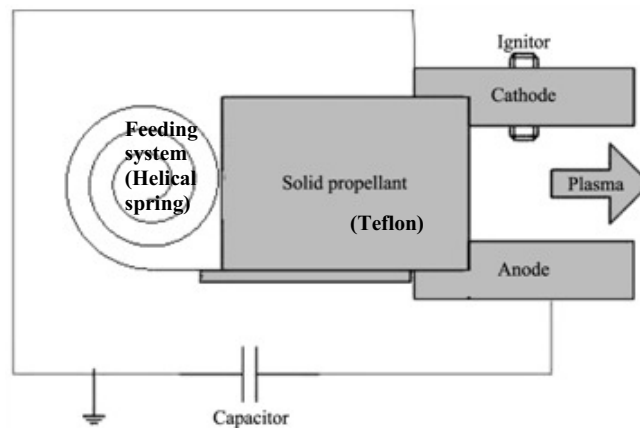 Ignitor
Cathode
Feeding
system
(Helical
spring)
Solid propellant
(Teflon)
Plasma
Anode
Capacitor